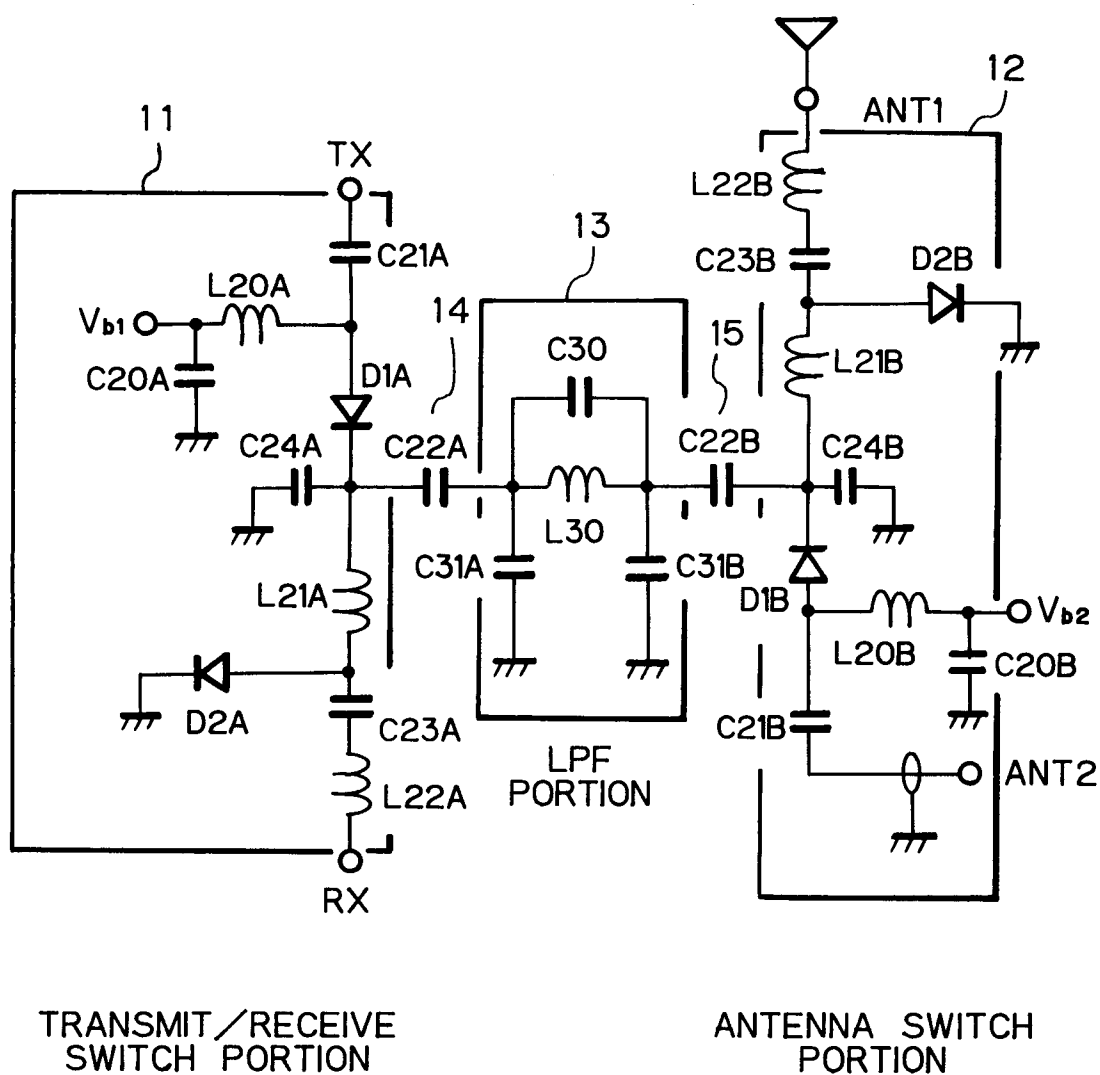 12
ANT1
11
TX
L22B
13
C21A
C23B
D2B
L20A
Vb1
14
C30
15
L21B
C20A
D1A
C24A
C22A
C22B
C24B
L30
C31A
C31B
L21A
D1B
Vb2
L20B
C20B
D2A
C23A
C21B
LPF
PORTION
ANT2
L22A
RX
TRANSMIT/RECEIVE
SWITCH PORTION
ANTENNA SWITCH
PORTION